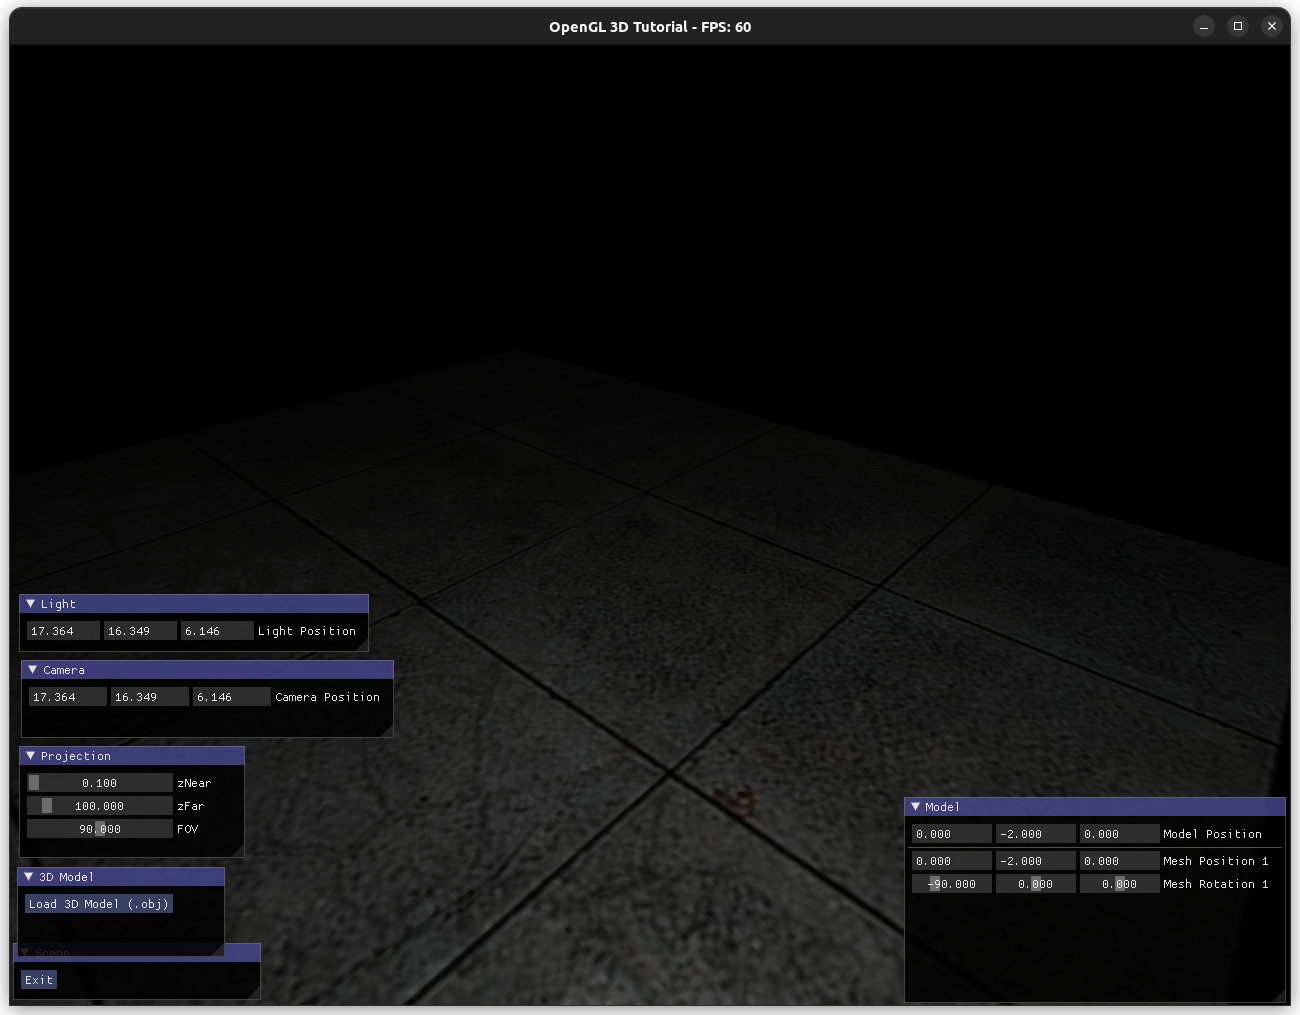 OpenGL 3D Tutorial - FPS: 60
Light
17.364 16.349 6.146 Light Position
Camera
17.364 16.349 6.146 Camera Position
Projection
0.100 zNear
100.000 zFar
90.000 FOV
3D Model
Load 3D Model (.obj)
Scene
Exit
Model
0.000 -2.000 0.000 Model Position
0.000 -2.000 0.000 Mesh Position 1
-90.000 0.000 0.000 Mesh Rotation 1